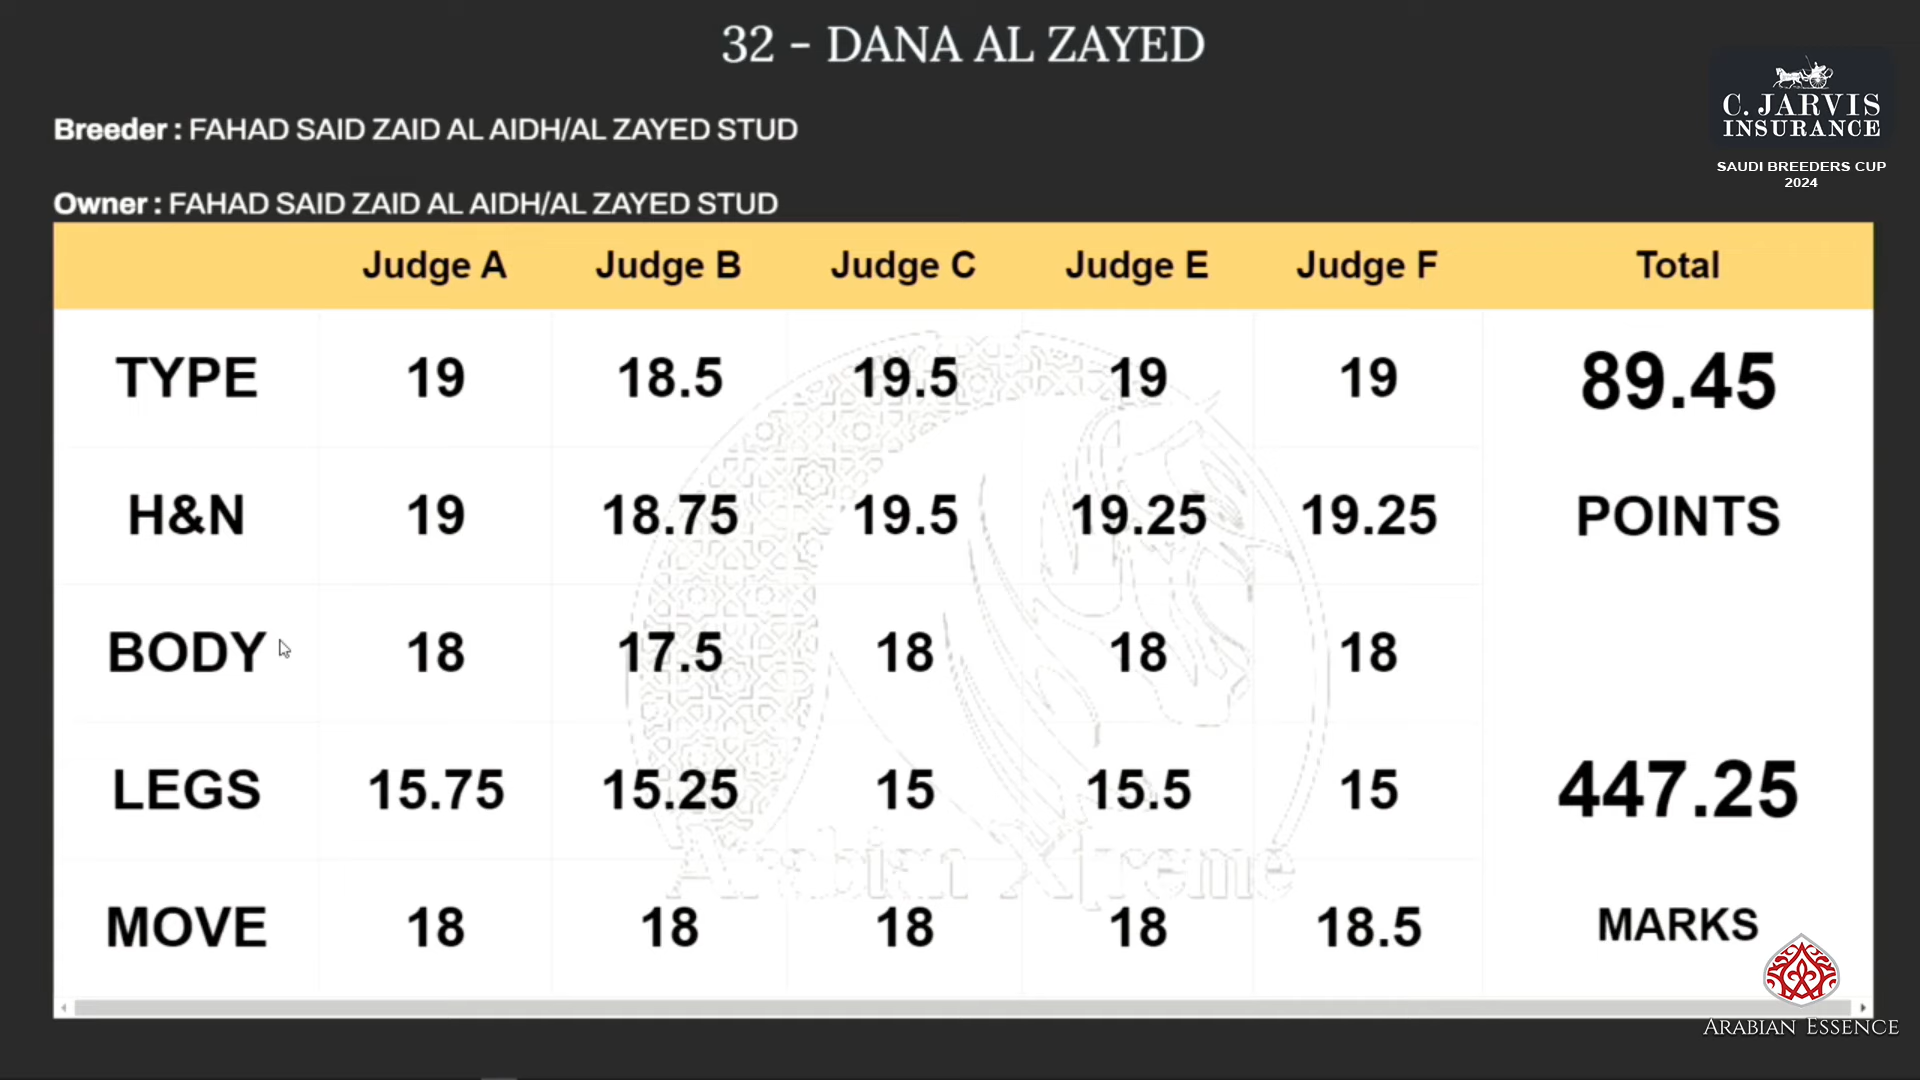 32 - DANA AL ZAYED
C. JARVIS
INSURANCE
SAUDI BREEDERS CUP
2024
Breeder : FAHAD SAID ZAID AL AIDH/AL ZAYED STUD
Owner : FAHAD SAID ZAID AL AIDH/AL ZAYED STUD
Judge A Judge B Judge C Judge E Judge F Total
TYPE 19 18.5 19.5 19 19 89.45
H&N 19 18.75 19.5 19.25 19.25 POINTS
BODY 18 17.5 18 18 18
LEGS 15.75 15.25 15 15.5 15 447.25
Arabian Xtreme
MOVE 18 18 18 18 18.5 MARKS
ARABIAN ESSENCE